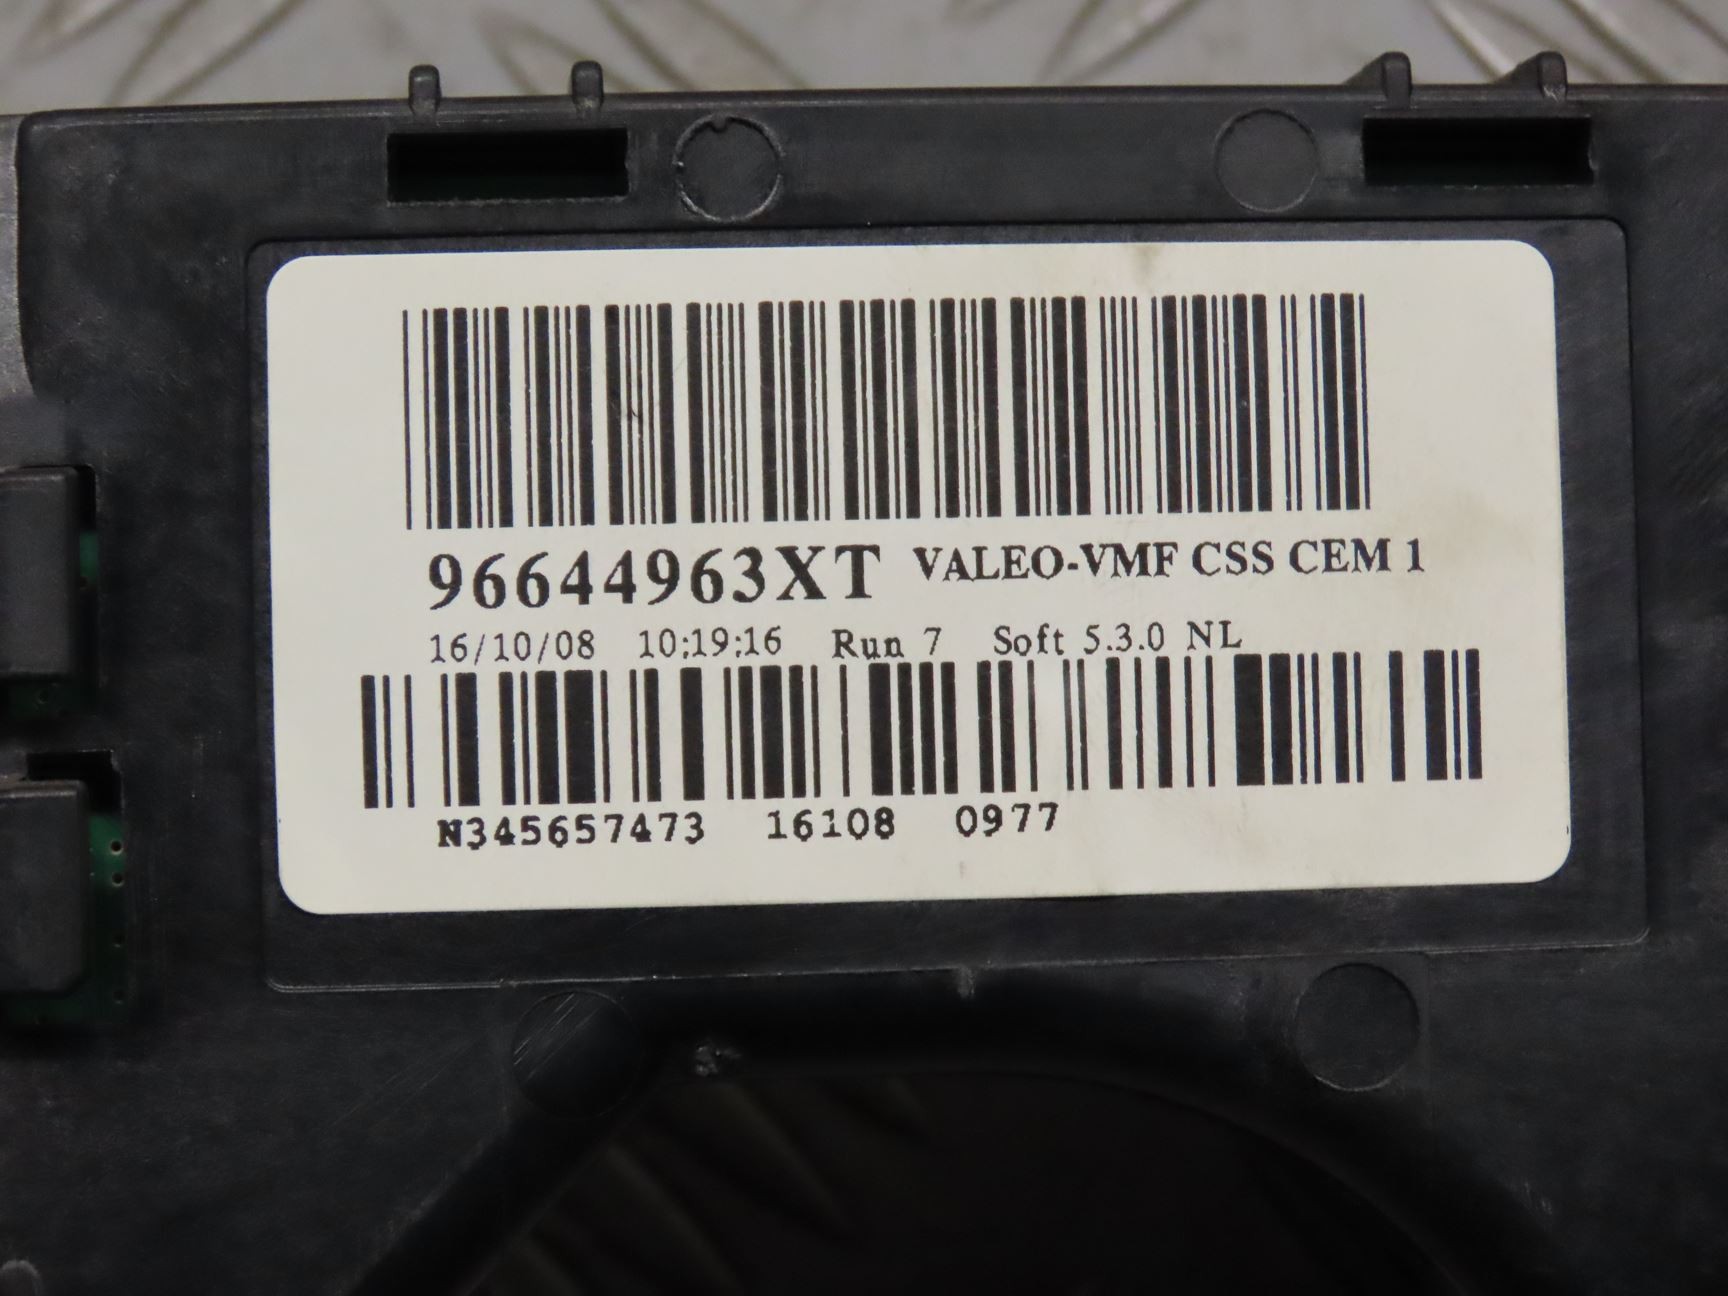 96644963XT VALEO-VMF CSS CEM 1
16/10/08 10:19:16 Run 7 Soft 5.3.0 NL
N345657473 16108 0977